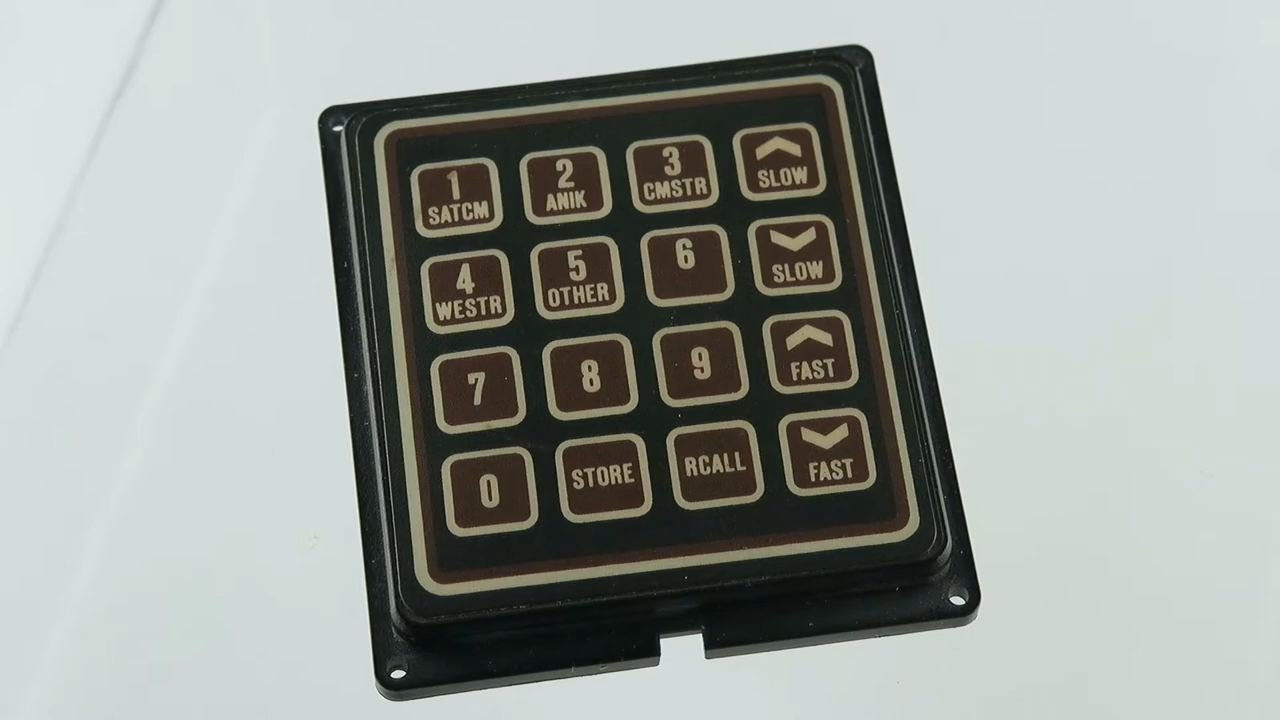 1
SATCM
2
ANIK
3
CMSTR
SLOW
4
WESTR
5
OTHER
6
SLOW
7
8
9
FAST
0
STORE
RCALL
FAST